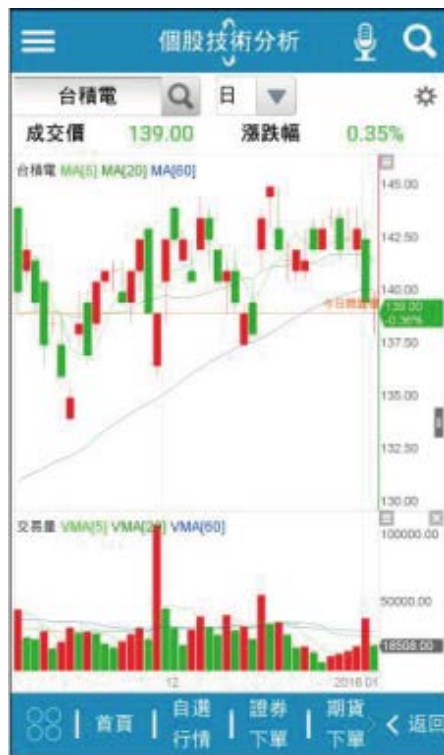 個股技術分析
台積電 日
成交價 139.00 漲跌幅 0.35%
台積電 MA[5] MA[20] MA[60]
145.00
142.50
140.00
今日開盤
139.00
-0.36%
137.50
135.00
132.50
130.00
交易量 VMA[5] VMA[20] VMA[60]
100000.00
50000.00
18508.00
12 2016.01
首頁 自選行情 證券下單 期貨下單 返回